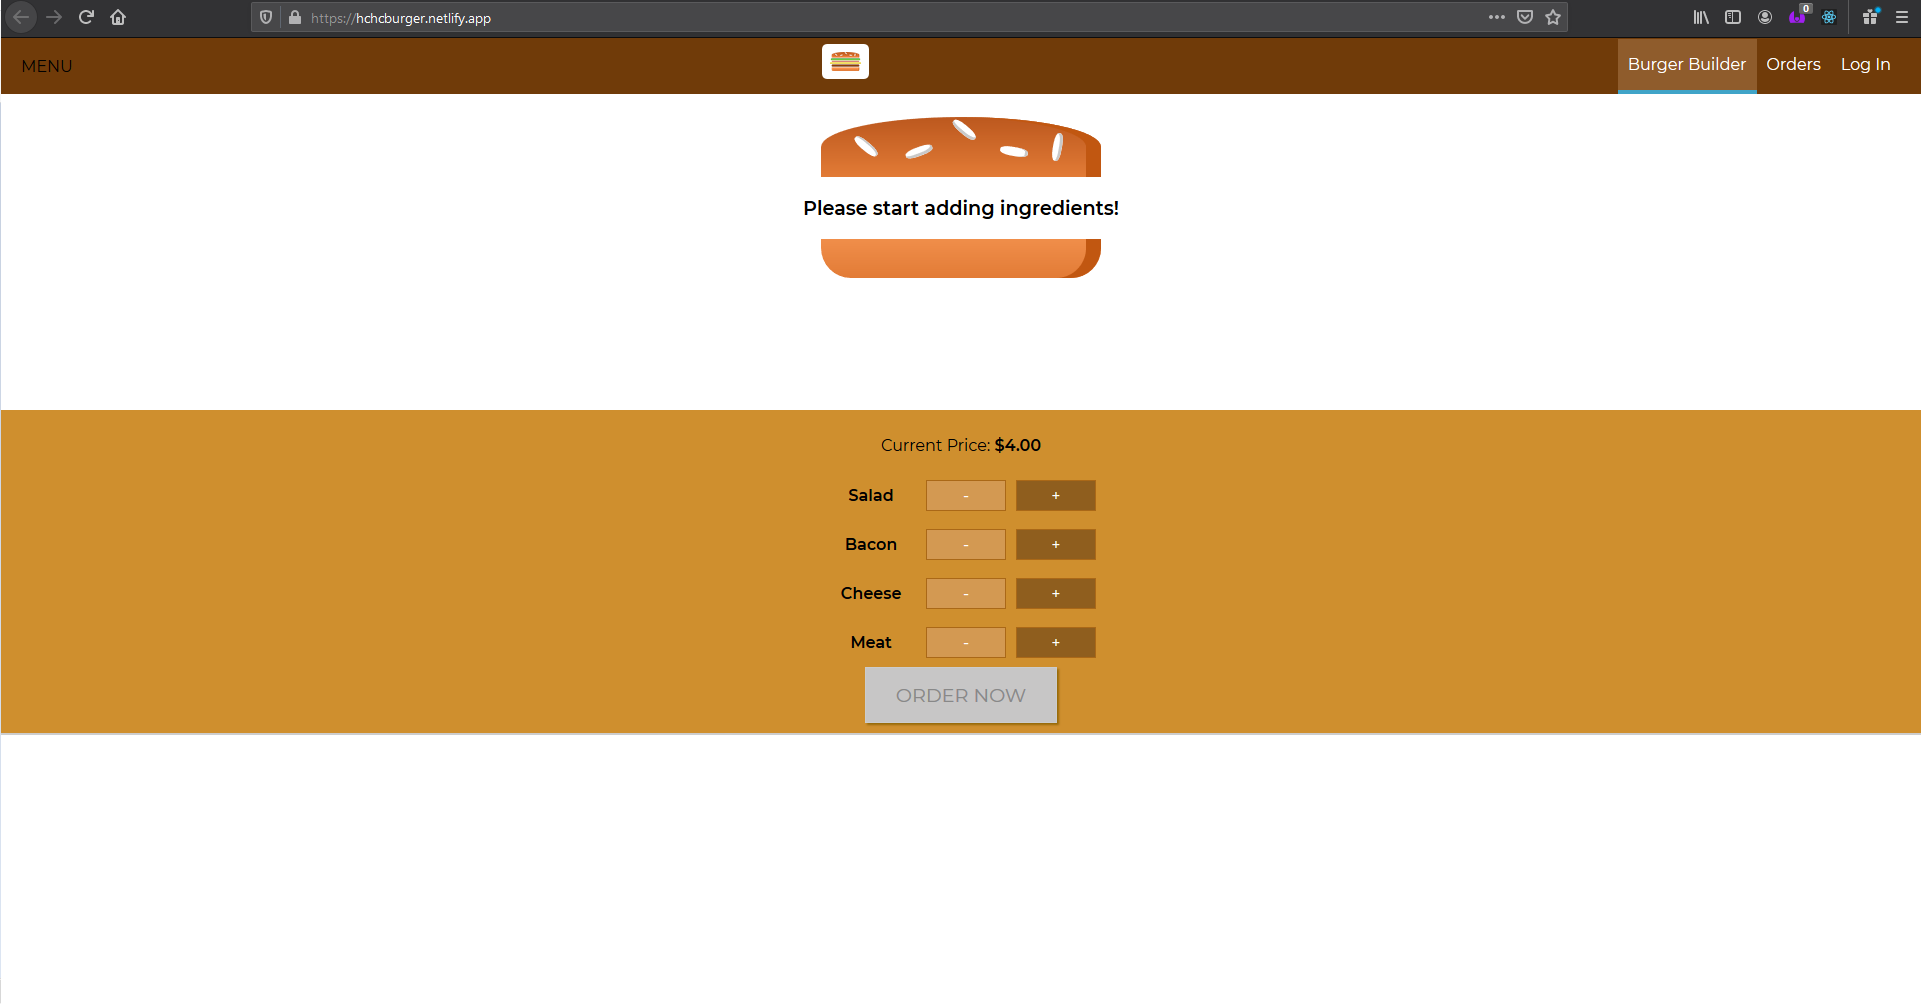 https://hchcburger.netlify.app
0
MENU
Burger Builder
Orders
Log In
Please start adding ingredients!
Current Price: $4.00
Salad - +
Bacon - +
Cheese - +
Meat - +
ORDER NOW